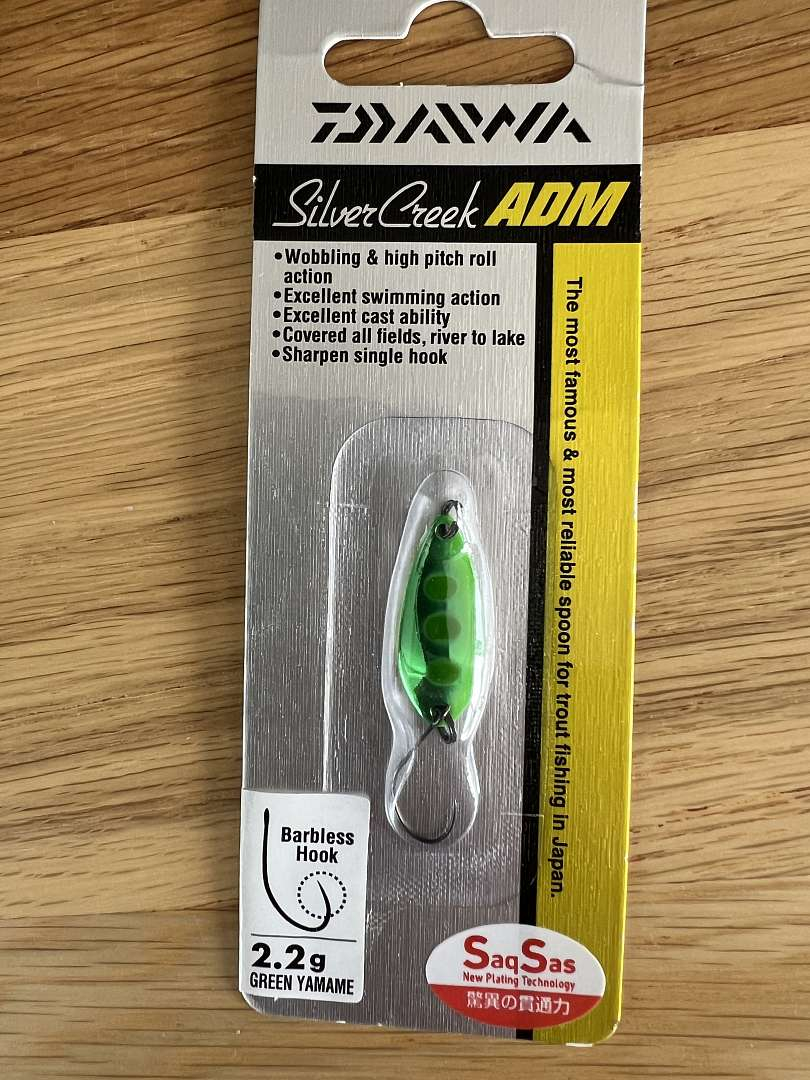 DAIWA
Silver Creek ADM
•Wobbling & high pitch roll
action
•Excellent swimming action
•Excellent cast ability
•Covered all fields, river to lake
•Sharpen single hook
The most famous & most reliable spoon for trout fishing in Japan.
Barbless
Hook
2.2g
GREEN YAMAME
SaqSas
New Plating Technology
驚異の貫通力